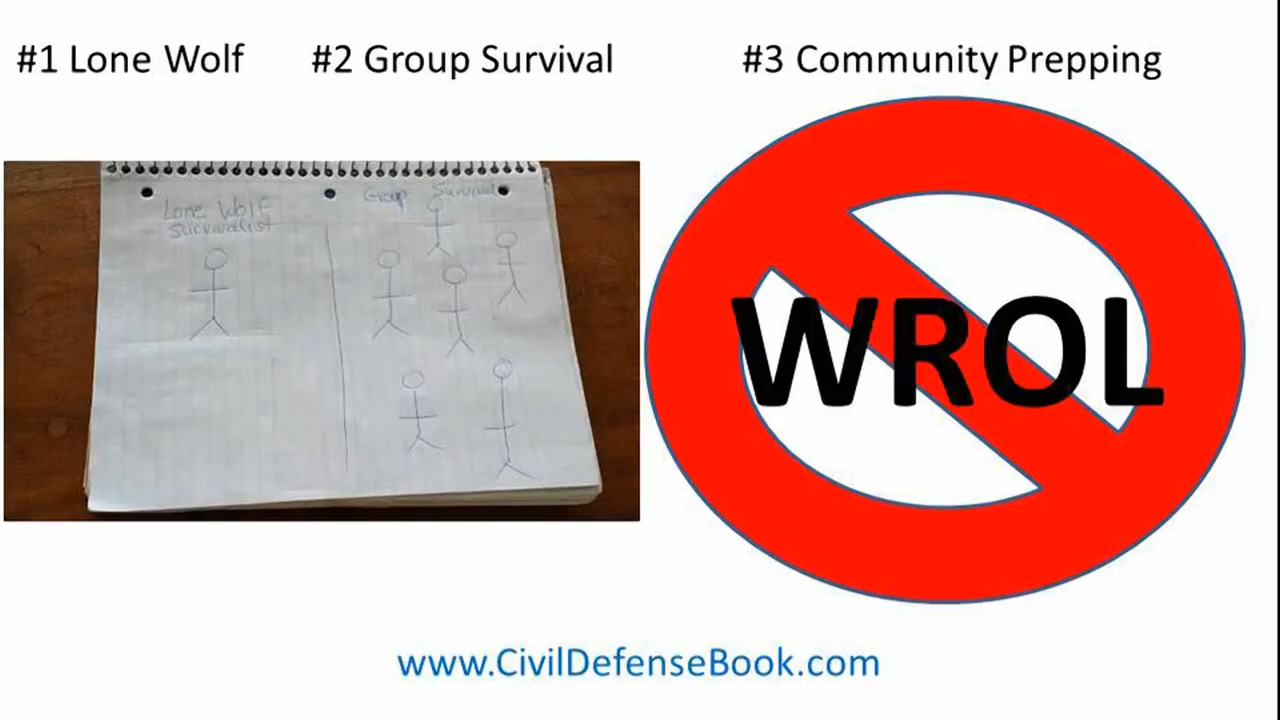 #1 Lone Wolf
#2 Group Survival
#3 Community Prepping
Lone Wolf
Survivalist
Group Survival
WROL
www.CivilDefenseBook.com